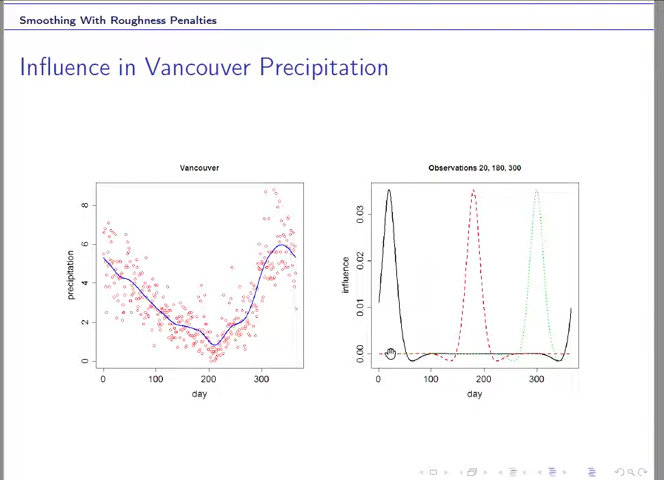 Smoothing With Roughness Penalties
Influence in Vancouver Precipitation
Vancouver
precipitation
0
2
4
6
8
0
100
200
300
day
Observations 20, 180, 300
influence
0.00
0.01
0.02
0.03
0
100
200
300
day